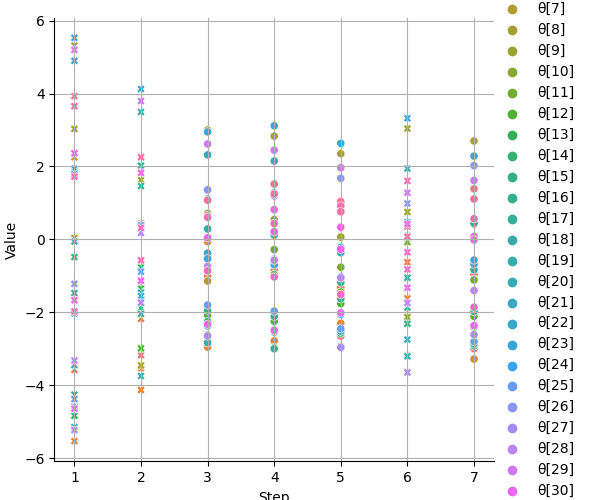 6
4
2
0
−2
−4
−6
Value
1 2 3 4 5 6 7
Step
θ[7]
θ[8]
θ[9]
θ[10]
θ[11]
θ[12]
θ[13]
θ[14]
θ[15]
θ[16]
θ[17]
θ[18]
θ[19]
θ[20]
θ[21]
θ[22]
θ[23]
θ[24]
θ[25]
θ[26]
θ[27]
θ[28]
θ[29]
θ[30]